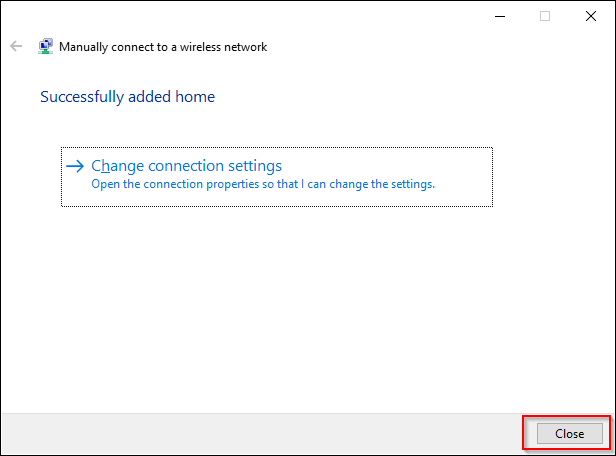 Manually connect to a wireless network
Successfully added home
Change connection settings
Open the connection properties so that I can change the settings.
Close